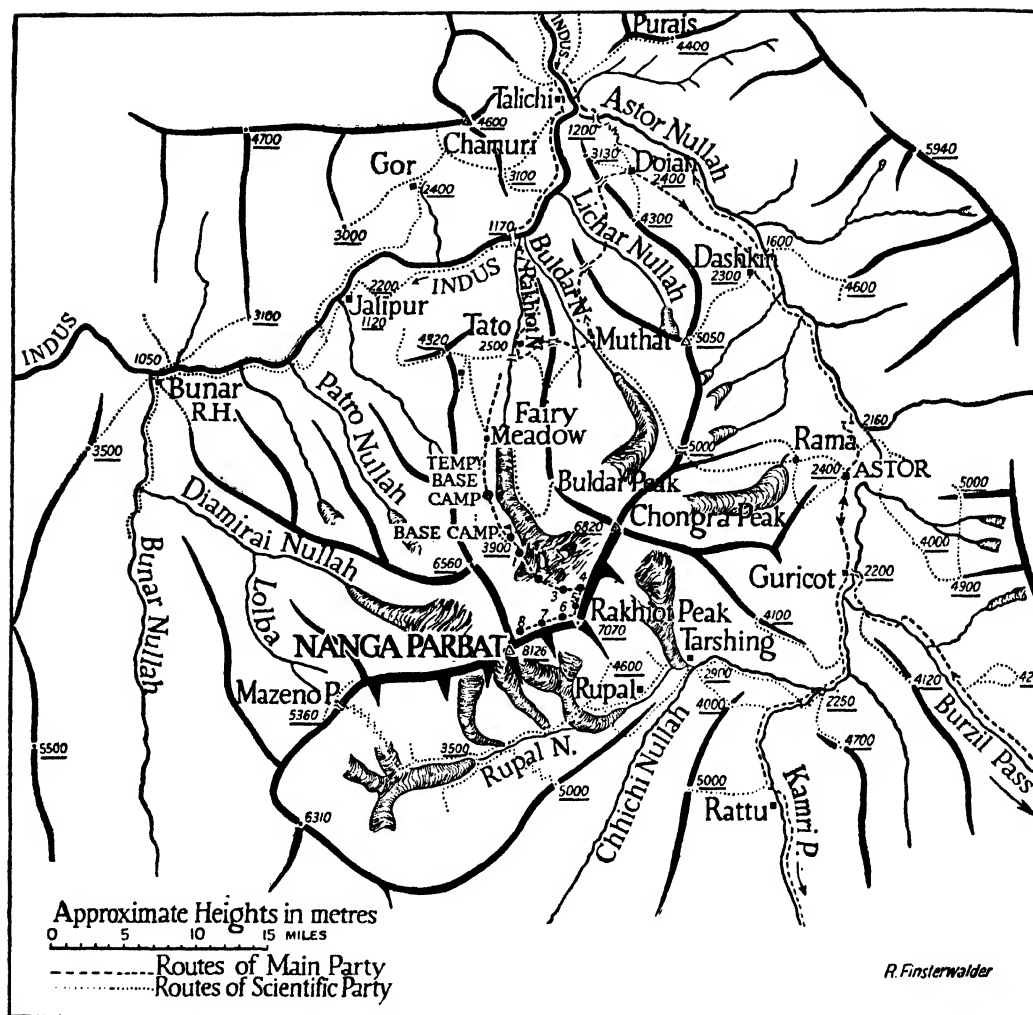 INDUS
Purais
4400
Talichi
4600
Chamuri
4700
Astor Nullah
1200
3130
Doian
2400
5940
Gor
2400
3100
3000
4300
Lichar Nullah
1170
Buldar N.
Rakhiot N.
INDUS
1600
Dashkin
2300
4600
2200
Jalipur
1120
3100
4320
Tato
2500
Muthat
5050
INDUS
1050
Bunar
R.H.
Patro Nullah
Fairy
Meadow
3500
TEMPY
BASE
CAMP
Buldar Peak
5000
2160
Rama
2400
ASTOR
5000
Diamirai Nullah
BASE CAMP
3900
6820
Chongra Peak
4000
6560
Guricot
2200
4900
Bunar Nullah
Lolba
3
4
6
7
8
Rakhiot Peak
7070
4100
NANGA PARBAT
8126
Tarshing
4600
Rupal
2900
Mazeno P.
5360
4000
2250
4120
42
Burzil Pass
4700
5500
3500
Rupal N.
5000
Chhichi Nullah
5000
Rattu
Kamri P.
6310
Approximate Heights in metres
0 5 10 15 MILES
Routes of Main Party
Routes of Scientific Party
R. Finsterwalder